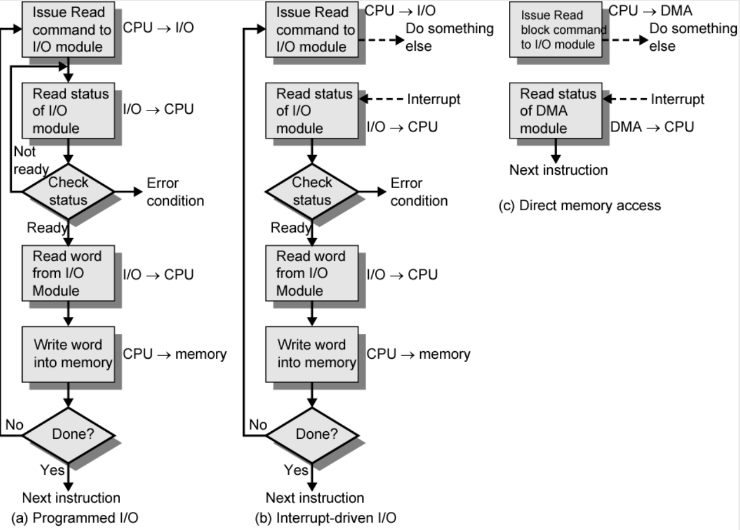 Issue Read
command to
I/O module
CPU → I/O
Read status
of I/O
module
I/O → CPU
Not
ready
Check
status
Error
condition
Ready
Read word
from I/O
Module
I/O → CPU
Write word
into memory
CPU → memory
No
Done?
Yes
Next instruction
(a) Programmed I/O
Issue Read
command to
I/O module
CPU → I/O
Do something
else
Read status
of I/O
module
Interrupt
I/O → CPU
Check
status
Error
condition
Ready
Read word
from I/O
Module
I/O → CPU
Write word
into memory
CPU → memory
No
Done?
Yes
Next instruction
(b) Interrupt-driven I/O
Issue Read
block command
to I/O module
CPU → DMA
Do something
else
Read status
of DMA
module
Interrupt
DMA → CPU
Next instruction
(c) Direct memory access